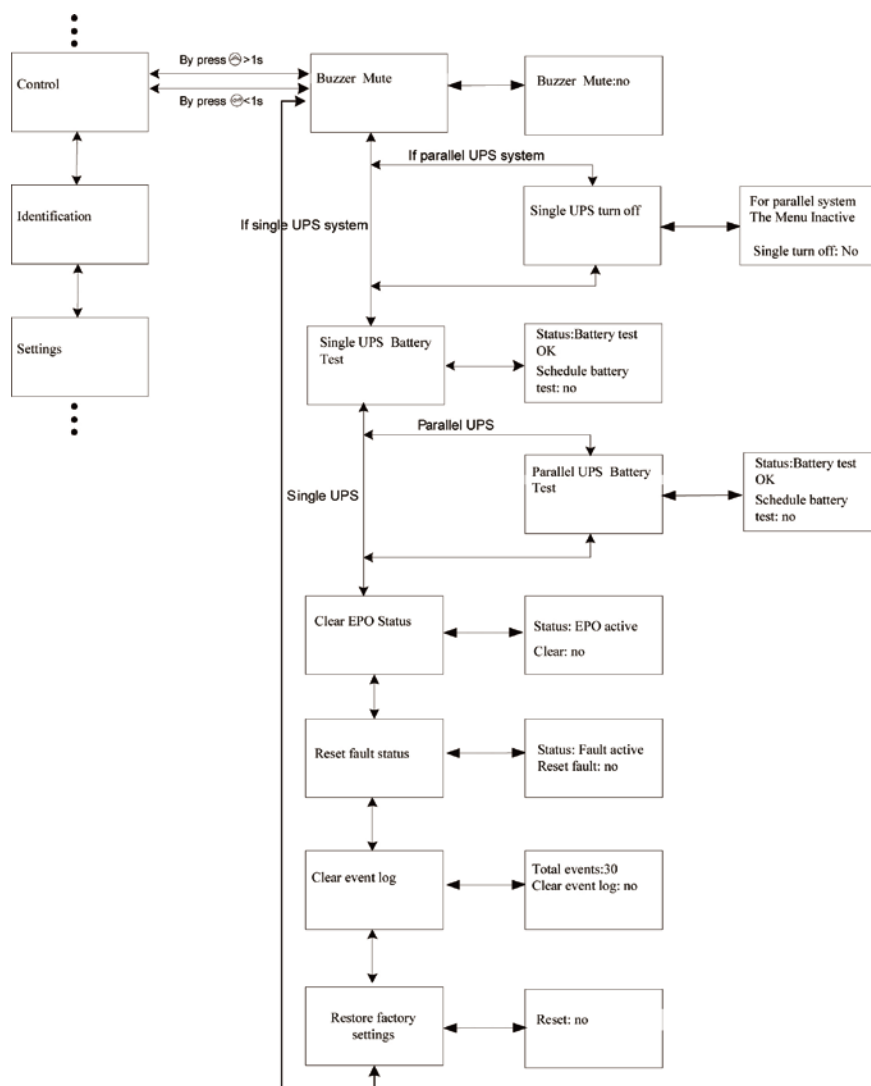 Control
By press >1s
By press <1s
Buzzer Mute
Buzzer Mute:no
If parallel UPS system
Identification
If single UPS system
Single UPS turn off
For parallel system
The Menu Inactive
Single turn off: No
Settings
Single UPS Battery
Test
Status:Battery test
OK
Schedule battery
test: no
Parallel UPS
Single UPS
Parallel UPS Battery
Test
Status:Battery test
OK
Schedule battery
test: no
Clear EPO Status
Status: EPO active
Clear: no
Reset fault status
Status: Fault active
Reset fault: no
Clear event log
Total events:30
Clear event log: no
Restore factory
settings
Reset: no